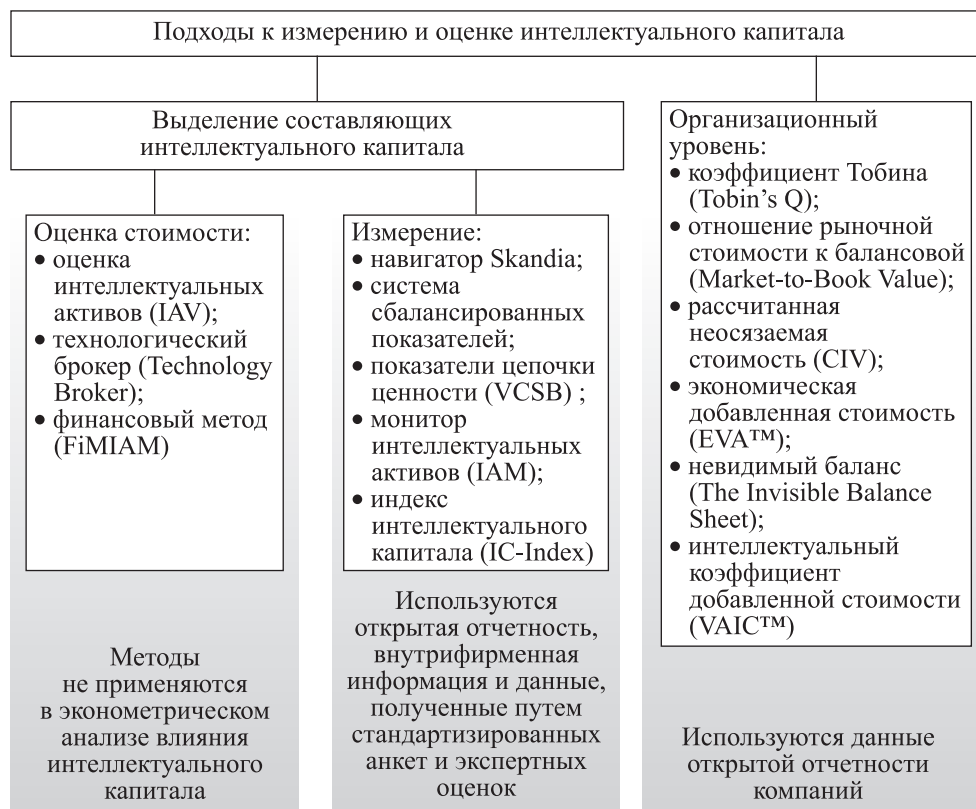 Подходы к измерению и оценке интеллектуального капитала
Выделение составляющих
интеллектуального капитала
Оценка стоимости:
• оценка
интеллектуальных
активов (IAV);
• технологический
брокер (Technology
Broker);
• финансовый метод
(FiMIAM)
Методы
не применяются
в эконометрическом
анализе влияния
интеллектуального
капитала
Измерение:
• навигатор Skandia;
• система
сбалансированных
показателей;
• показатели цепочки
ценности (VCSB) ;
• монитор
интеллектуальных
активов (IAM);
• индекс
интеллектуального
капитала (IC-Index)
Используются
открытая отчетность,
внутрифирменная
информация и данные,
полученные путем
стандартизированных
анкет и экспертных
оценок
Организационный
уровень:
• коэффициент Тобина
(Tobin’s Q);
• отношение рыночной
стоимости к балансовой
(Market-to-Book Value);
• рассчитанная
неосязаемая
стоимость (CIV);
• экономическая
добавленная стоимость
(EVA™);
• невидимый баланс
(The Invisible Balance
Sheet);
• интеллектуальный
коэффициент
добавленной стоимости
(VAIC™)
Используются данные
открытой отчетности
компаний